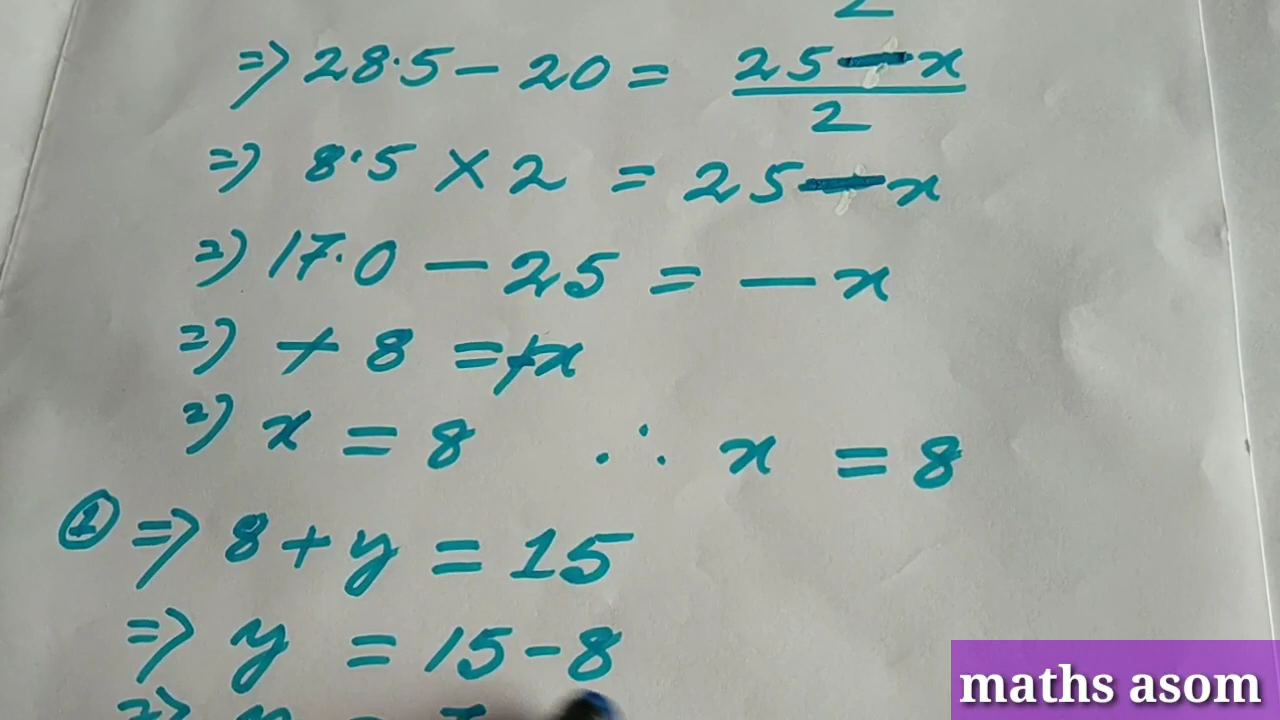 2
⇒ 28.5 - 20 = 25 - x
2
⇒ 8.5 × 2 = 25 - x
⇒ 17.0 - 25 = - x
⇒ + 8 = + x
⇒ x = 8 ∴ x = 8
① ⇒ 8 + y = 15
⇒ y = 15 - 8
maths asom